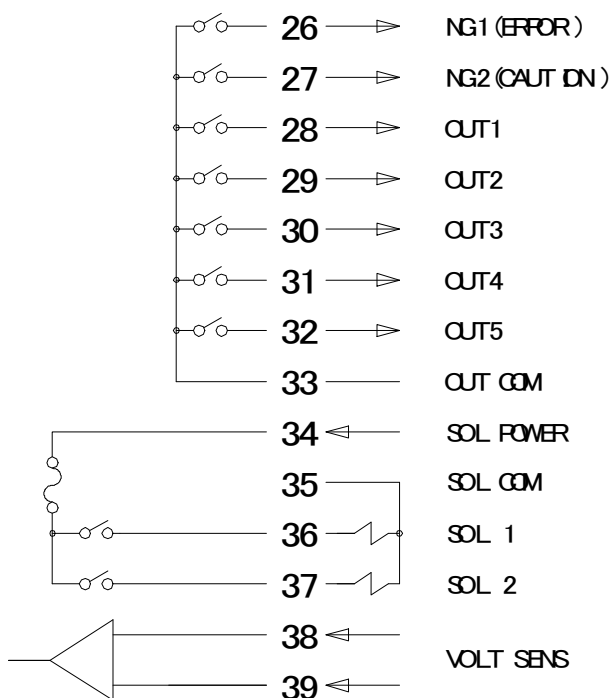 26 NG1 (ERROR)
27 NG2 (CAUTION)
28 OUT1
29 OUT2
30 OUT3
31 OUT4
32 OUT5
33 OUT COM
34 SOL POWER
35 SOL COM
36 SOL 1
37 SOL 2
38
VOLT SENS
39